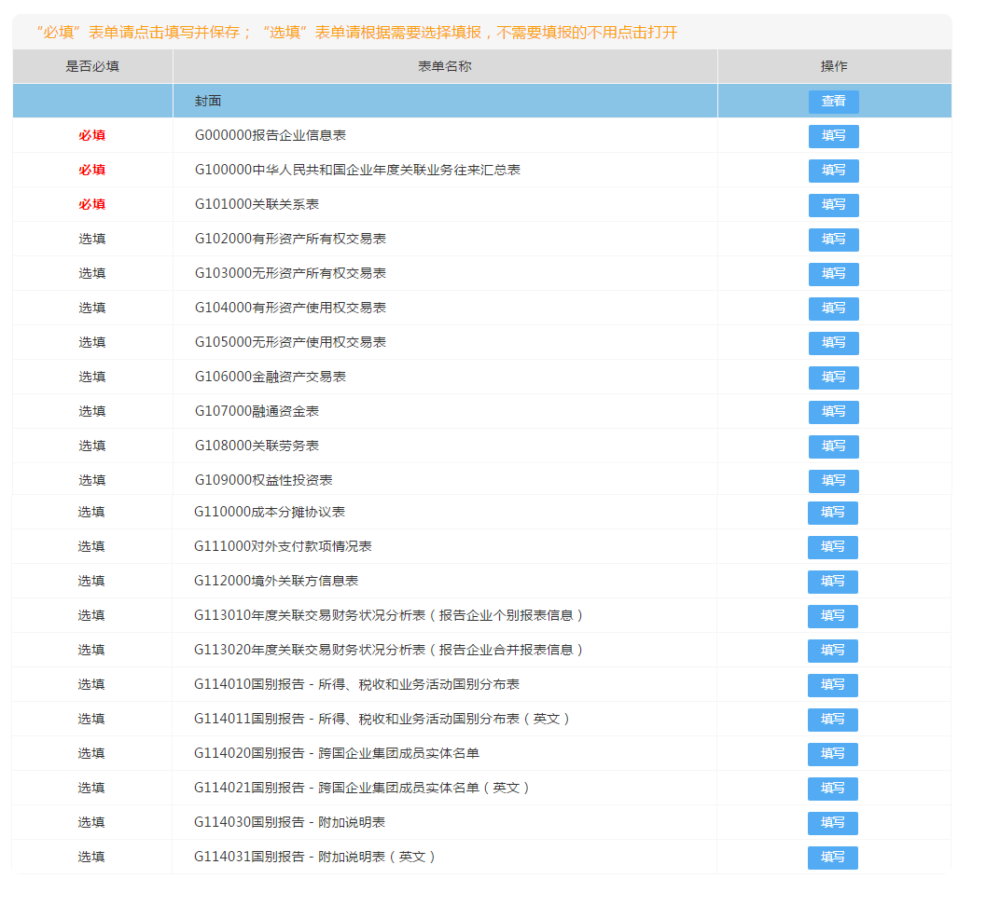 “必填”表单请点击填写并保存；“选填”表单请根据需要选择填报，不需要填报的不用点击打开
是否必填 表单名称 操作
封面 查看
必填 G000000报告企业信息表 填写
必填 G100000中华人民共和国企业年度关联业务往来汇总表 填写
必填 G101000关联关系表 填写
选填 G102000有形资产所有权交易表 填写
选填 G103000无形资产所有权交易表 填写
选填 G104000有形资产使用权交易表 填写
选填 G105000无形资产使用权交易表 填写
选填 G106000金融资产交易表 填写
选填 G107000融通资金表 填写
选填 G108000关联劳务表 填写
选填 G109000权益性投资表 填写
选填 G110000成本分摊协议表 填写
选填 G111000对外支付款项情况表 填写
选填 G112000境外关联方信息表 填写
选填 G113010年度关联交易财务状况分析表（报告企业个别报表信息） 填写
选填 G113020年度关联交易财务状况分析表（报告企业合并报表信息） 填写
选填 G114010国别报告－所得、税收和业务活动国别分布表 填写
选填 G114011国别报告－所得、税收和业务活动国别分布表（英文） 填写
选填 G114020国别报告－跨国企业集团成员实体名单 填写
选填 G114021国别报告－跨国企业集团成员实体名单（英文） 填写
选填 G114030国别报告－附加说明表 填写
选填 G114031国别报告－附加说明表（英文） 填写